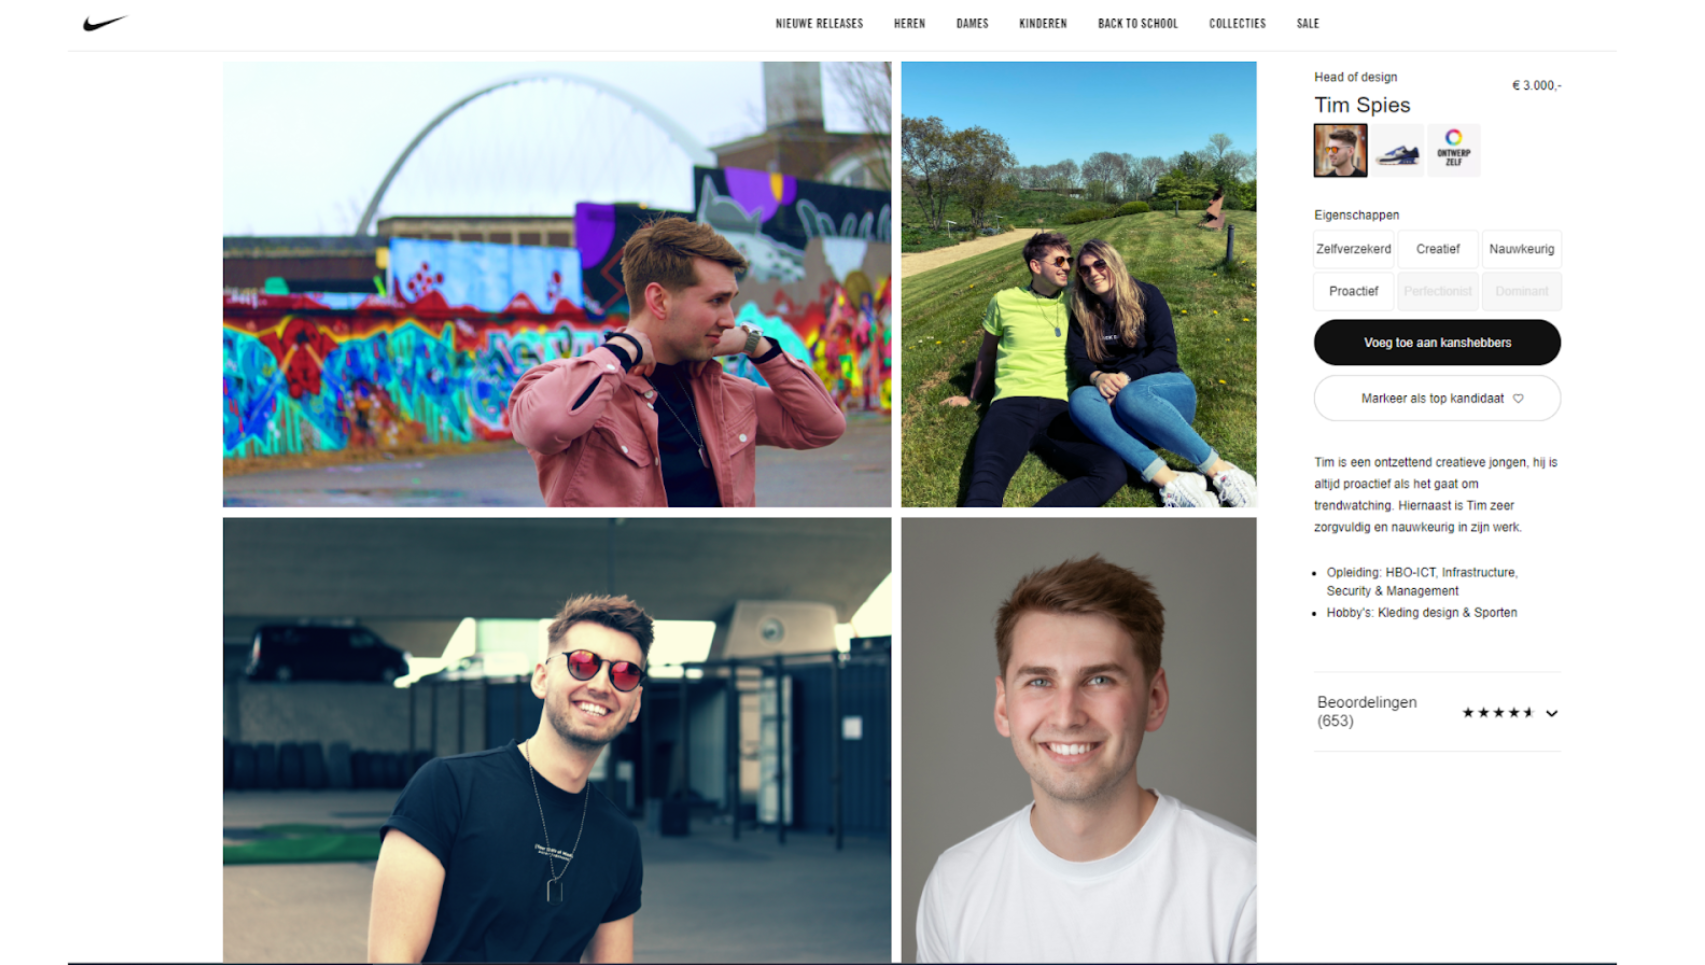 NIEUWE RELEASES HEREN DAMES KINDEREN BACK TO SCHOOL COLLECTIES SALE
Head of design
€ 3.000,-
Tim Spies
ONTWERP
ZELF
Eigenschappen
Zelfverzekerd Creatief Nauwkeurig
Proactief Perfectionist Dominant
Voeg toe aan kanshebbers
Markeer als top kandidaat
Tim is een ontzettend creatieve jongen, hij is
altijd proactief als het gaat om
trendwatching. Hiernaast is Tim zeer
zorgvuldig en nauwkeurig in zijn werk.
Opleiding: HBO-ICT, Infrastructure,
Security & Management
Hobby's: Kleding design & Sporten
Beoordelingen
(653)